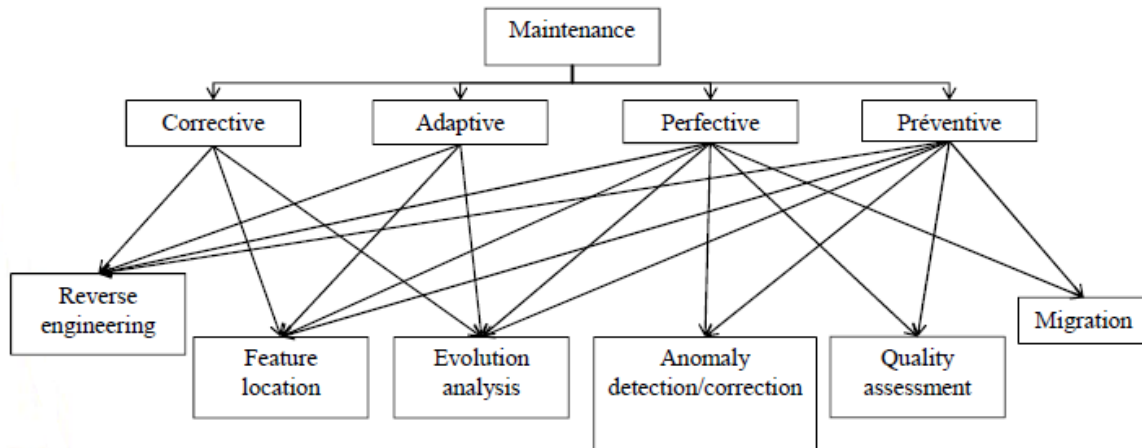 Maintenance
Corrective
Adaptive
Perfective
Préventive
Reverse
engineering
Feature
location
Evolution
analysis
Anomaly
detection/correction
Quality
assessment
Migration